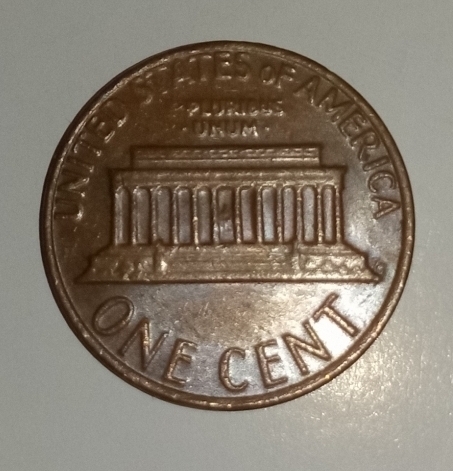 UNITED STATES OF AMERICA
E PLURIBUS
UNUM
ONE CENT